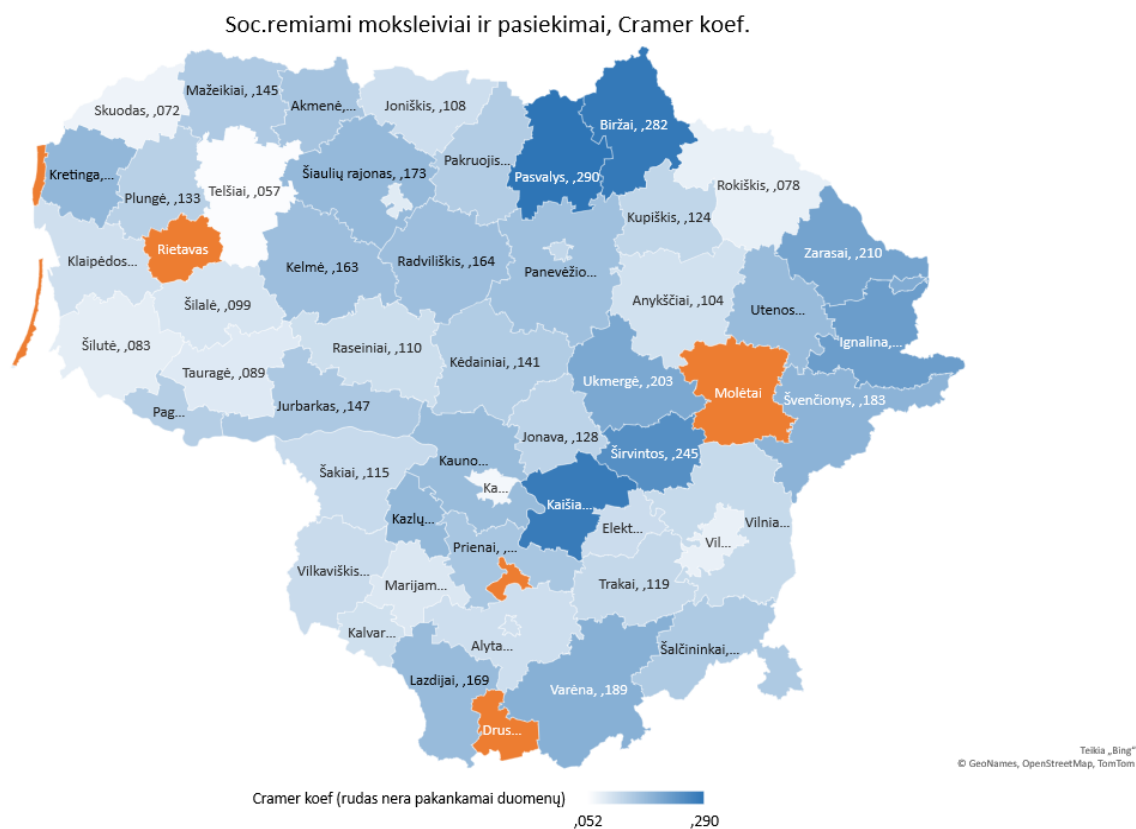 Soc.remiami moksleiviai ir pasiekimai, Cramer koef.
Mažeikiai, ,145
Skuodas, ,072
Akmenė,...
Joniškis, ,108
Biržai, ,282
Kretinga,...
Telšiai, ,057
Šiaulių rajonas, ,173
Pakruojis...
Pasvalys, ,290
Rokiškis, ,078
Plungė, ,133
Kupiškis, ,124
Rietavas
Klaipėdos...
Kelmė, ,163
Radviliškis, ,164
Panevėžio...
Zarasai, ,210
Šilalė, ,099
Anykščiai, ,104
Utenos...
Šilutė, ,083
Raseiniai, ,110
Ignalina,...
Tauragė, ,089
Kėdainiai, ,141
Ukmergė, ,203
Molėtai
Švenčionys, ,183
Pag...
Jurbarkas, ,147
Jonava, ,128
Širvintos, ,245
Šakiai, ,115
Kauno...
Ka...
Kaišia...
Kazlų...
Elekt...
Vilnia...
Vil...
Prienai, ,...
Vilkaviškis...
Marijam...
Trakai, ,119
Kalvar...
Alyta...
Šalčininkai,...
Lazdijai, ,169
Varėna, ,189
Drus...
Teikia „Bing“
© GeoNames, OpenStreetMap, TomTom
Cramer koef (rudas nera pakankamai duomenų)
,052 ,290